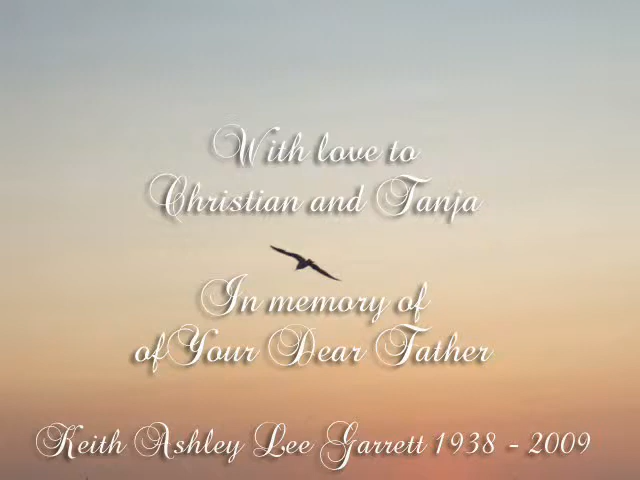 With love to
Christian and Tanja
In memory of
of Your Dear Father
Keith Ashley Lee Garrett 1938 - 2009